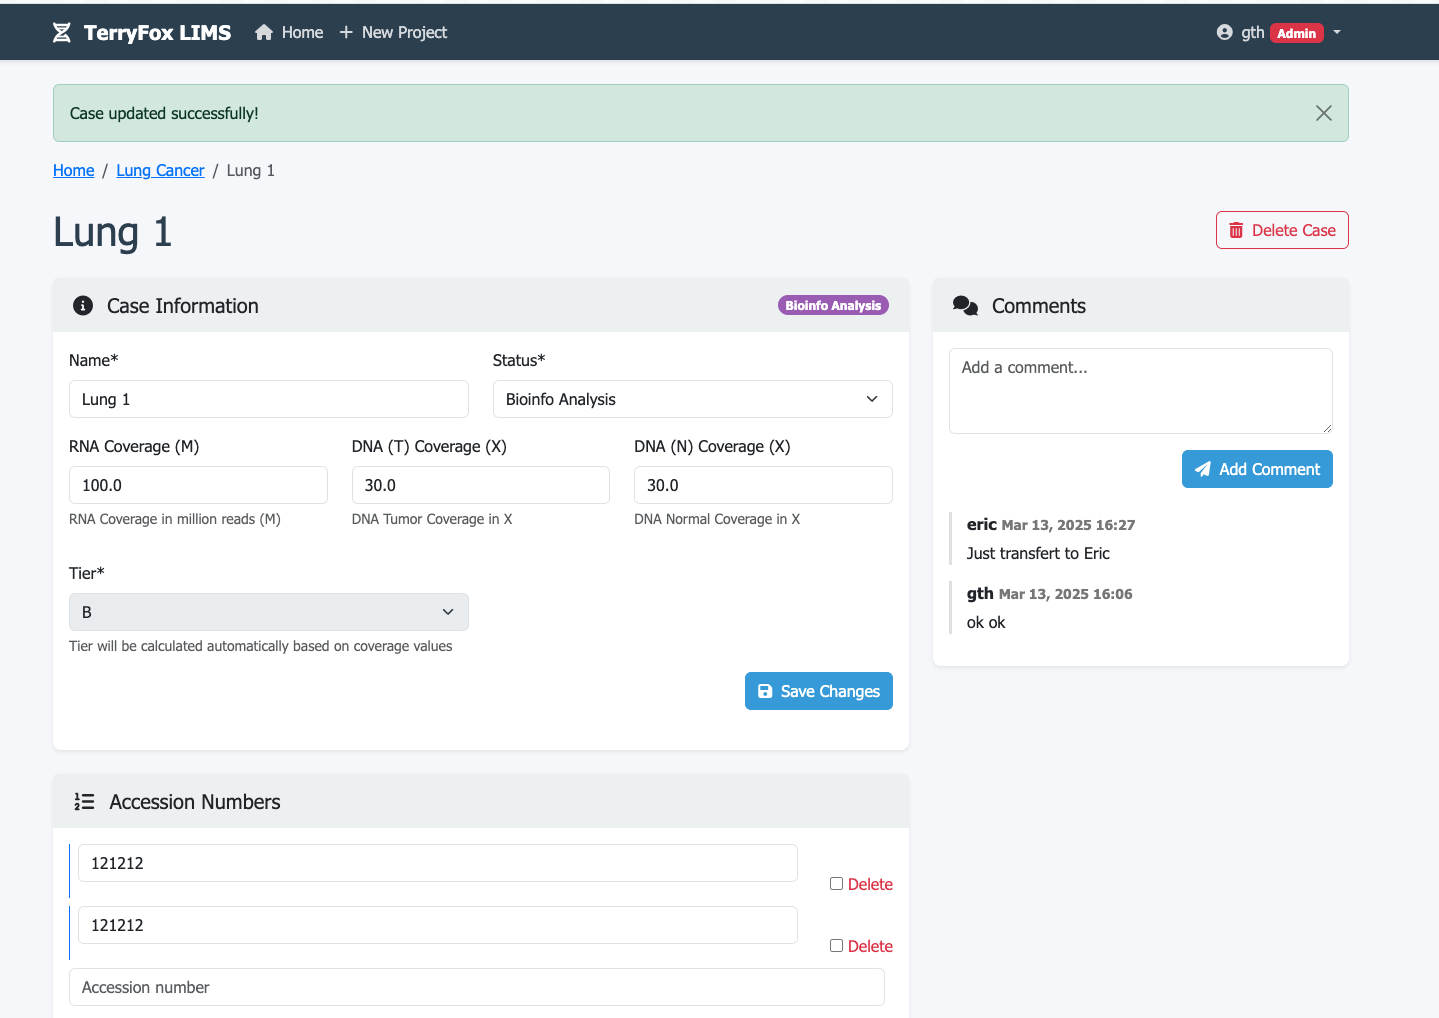 TerryFox LIMS Home New Project gth Admin
Case updated successfully!
Home / Lung Cancer / Lung 1
Lung 1
Delete Case
Case Information Bioinfo Analysis
Name* Status*
Lung 1 Bioinfo Analysis
RNA Coverage (M) DNA (T) Coverage (X) DNA (N) Coverage (X)
100.0 30.0 30.0
RNA Coverage in million reads (M) DNA Tumor Coverage in X DNA Normal Coverage in X
Tier*
B
Tier will be calculated automatically based on coverage values
Save Changes
Comments
Add a comment...
Add Comment
eric Mar 13, 2025 16:27
Just transfert to Eric
gth Mar 13, 2025 16:06
ok ok
Accession Numbers
121212
Delete
121212
Delete
Accession number